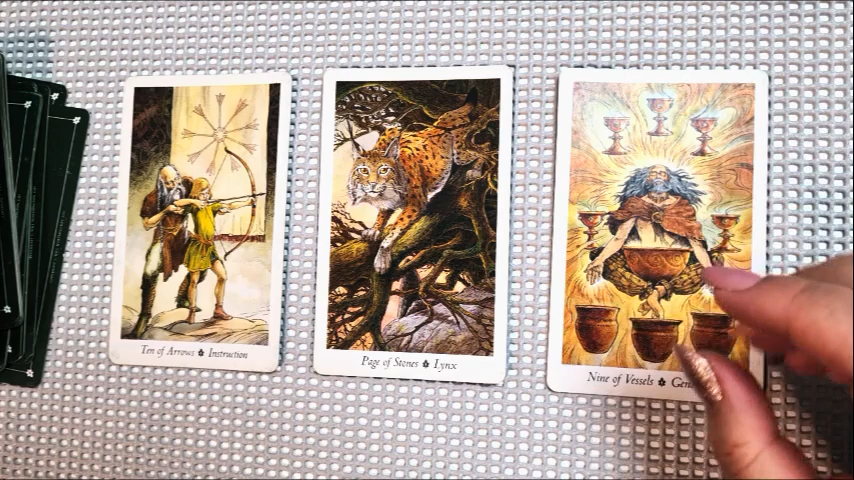 Ten of Arrows Instruction
Page of Stones Lynx
Nine of Vessels